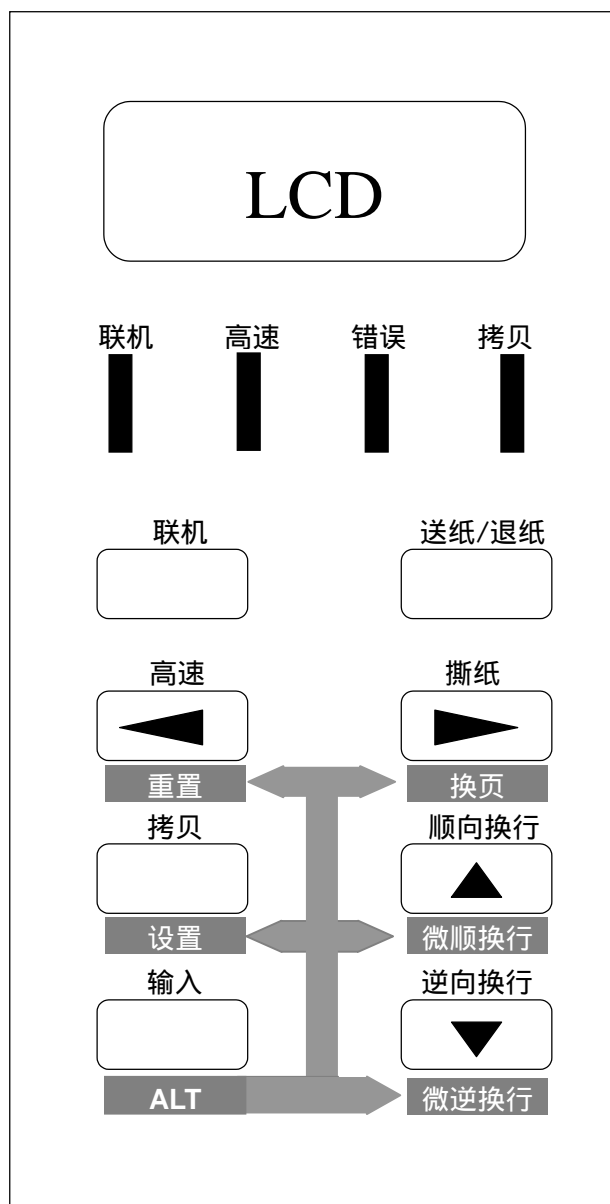 LCD
联机 高速 错误 拷贝
联机 送纸/退纸
高速 撕纸
重置 换页
拷贝 顺向换行
设置 微顺换行
输入 逆向换行
ALT 微逆换行